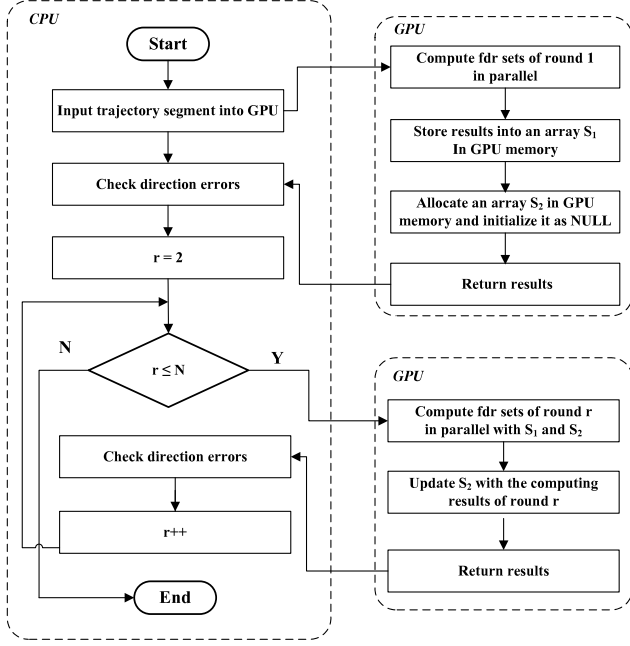 CPU
Start
Input trajectory segment into GPU
Check direction errors
r = 2
N
r ≤ N
Y
Check direction errors
r++
End
GPU
Compute fdr sets of round 1
in parallel
Store results into an array S₁
In GPU memory
Allocate an array S₂ in GPU
memory and initialize it as NULL
Return results
GPU
Compute fdr sets of round r
in parallel with S₁ and S₂
Update S₂ with the computing
results of round r
Return results